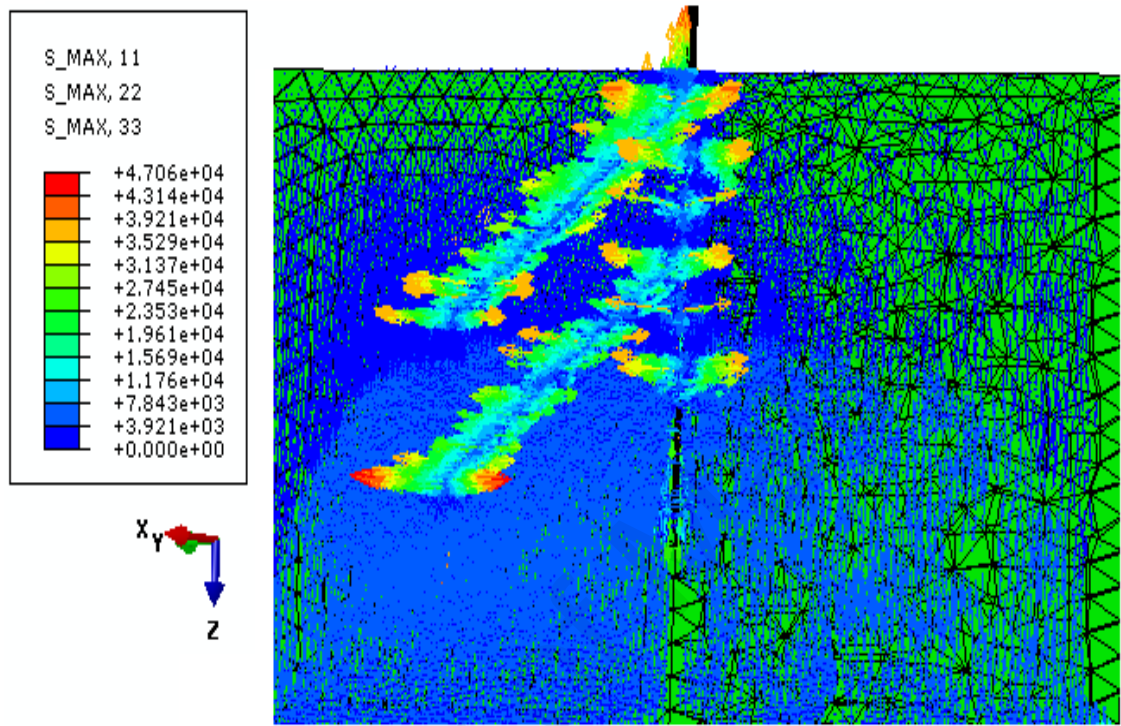 S_MAX, 11
S_MAX, 22
S_MAX, 33
+4.706e+04
+4.314e+04
+3.921e+04
+3.529e+04
+3.137e+04
+2.745e+04
+2.353e+04
+1.961e+04
+1.569e+04
+1.176e+04
+7.843e+03
+3.921e+03
+0.000e+00
X
Y
Z